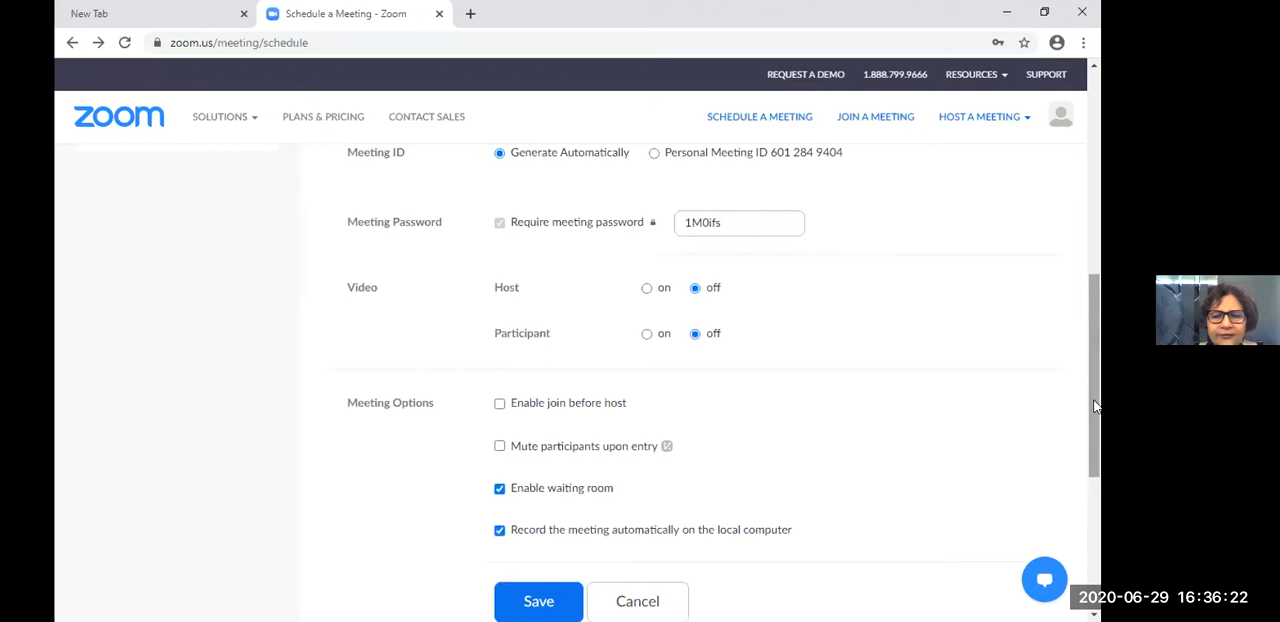 New Tab
Schedule a Meeting - Zoom
zoom.us/meeting/schedule
REQUEST A DEMO 1.888.799.9666 RESOURCES SUPPORT
zoom SOLUTIONS PLANS & PRICING CONTACT SALES SCHEDULE A MEETING JOIN A MEETING HOST A MEETING
Meeting ID Generate Automatically Personal Meeting ID 601 284 9404
Meeting Password Require meeting password 1M0ifs
Video Host on off
Participant on off
Meeting Options Enable join before host
Mute participants upon entry
Enable waiting room
Record the meeting automatically on the local computer
Save Cancel
2020-06-29 16:36:22